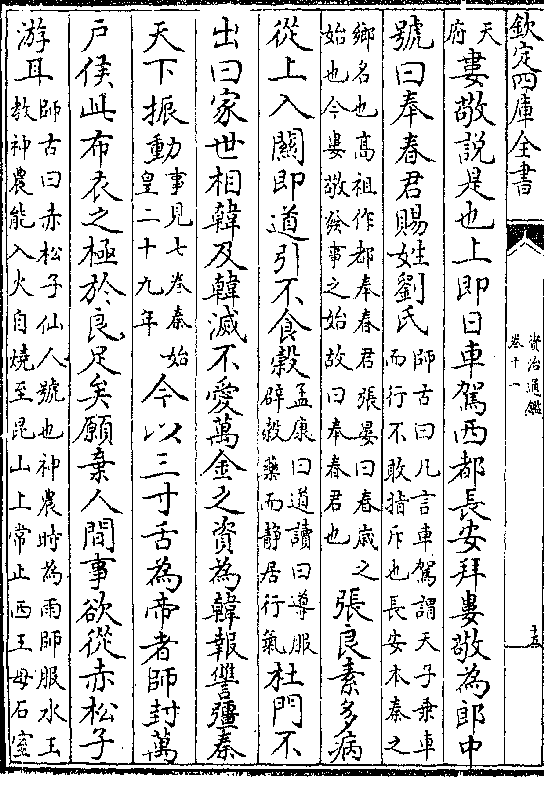 欽定四庫全書
資治通鑑
卷十一
天府
婁敬說是也上即日車駕西都長安拜婁敬為郎中
號曰奉春君賜姓劉氏師古曰凡言車駕謂天子乘車而行不敢指斥也長安本秦之
鄉名也高祖作都奉春君張晏曰春歲之始也今婁敬發事之始故曰奉春君也張良素多病
從上入關即道引不食穀孟康曰道讀曰導服辟穀藥而靜居行氣杜門不
出曰家世相韓及韓滅不愛萬金之資為韓報讐彊秦
天下振動事見七卷秦始皇二十九年今以三寸舌為帝者師封萬
戶侯此布衣之極於良足矣願棄人間事欲從赤松子
游耳師古曰赤松子仙人號也神農時為雨師服水玉教神農能入火自燒至昆山上常止西王母石室